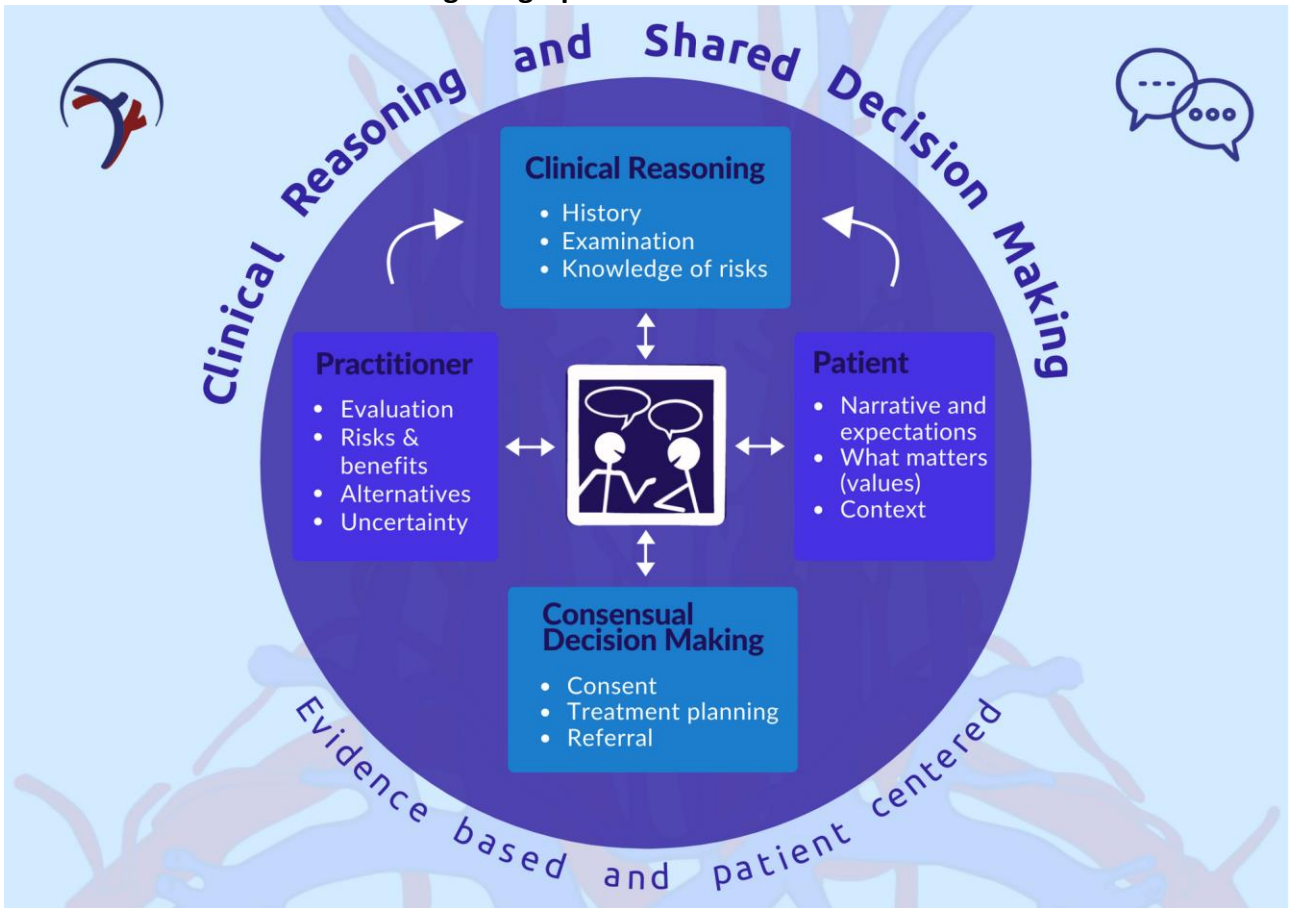 Clinical Reasoning and Shared Decision Making
Clinical Reasoning
• History
• Examination
• Knowledge of risks
Practitioner
• Evaluation
• Risks &
benefits
• Alternatives
• Uncertainty
Patient
• Narrative and
expectations
• What matters
(values)
• Context
Consensual
Decision Making
• Consent
• Treatment planning
• Referral
Evidence based and patient centered